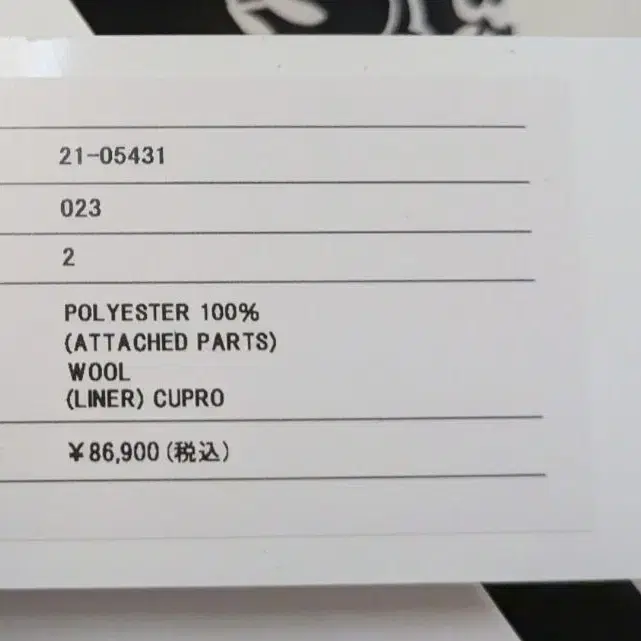 21-05431
023
2
POLYESTER 100%
(ATTACHED PARTS)
WOOL
(LINER) CUPRO
¥86,900(税込)